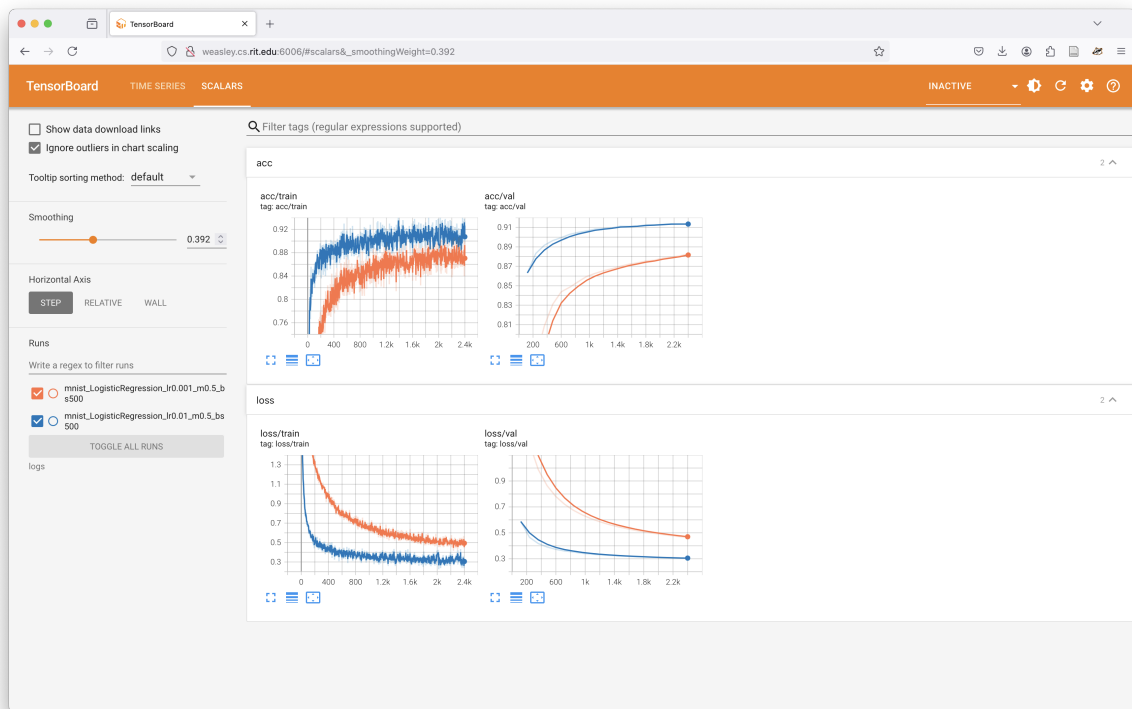 TensorBoard
weasley.cs.rit.edu:6006/#scalars&_smoothingWeight=0.392
TensorBoard
TIME SERIES
SCALARS
INACTIVE
Show data download links
Ignore outliers in chart scaling
Tooltip sorting method: default
Smoothing
0.392
Horizontal Axis
STEP
RELATIVE
WALL
Runs
Write a regex to filter runs
mnist_LogisticRegression_lr0.001_m0.5_b
s500
mnist_LogisticRegression_lr0.01_m0.5_bs
500
TOGGLE ALL RUNS
logs
Filter tags (regular expressions supported)
acc
2
acc/train
tag: acc/train
0.92
0.88
0.84
0.8
0.76
0 400 800 1.2k 1.6k 2k 2.4k
acc/val
tag: acc/val
0.91
0.89
0.87
0.85
0.83
0.81
200 600 1k 1.4k 1.8k 2.2k
loss
2
loss/train
tag: loss/train
1.3
1.1
0.9
0.7
0.5
0.3
0 400 800 1.2k 1.6k 2k 2.4k
loss/val
tag: loss/val
0.9
0.7
0.5
0.3
200 600 1k 1.4k 1.8k 2.2k